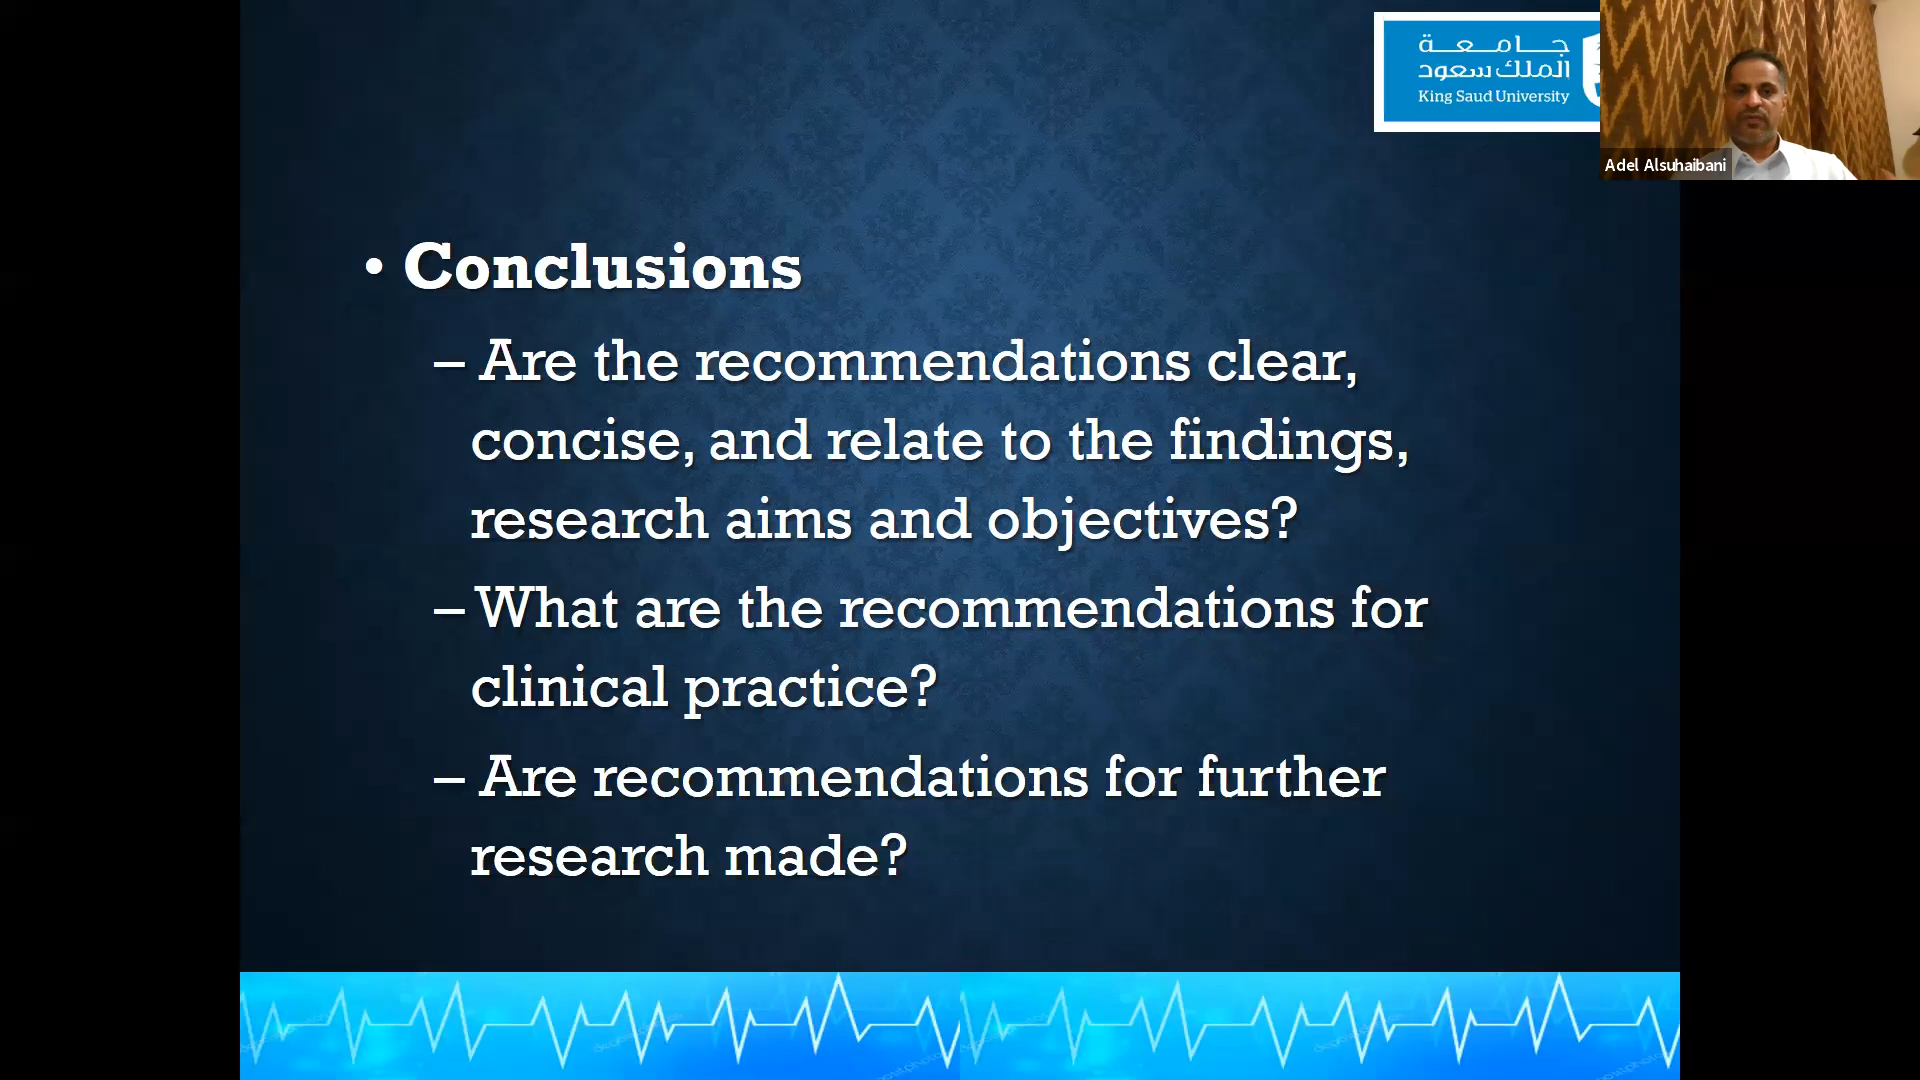 جـامـعـة
الملك سعود
King Saud University
Adel Alsuhaibani
• Conclusions
– Are the recommendations clear,
concise, and relate to the findings,
research aims and objectives?
– What are the recommendations for
clinical practice?
– Are recommendations for further
research made?